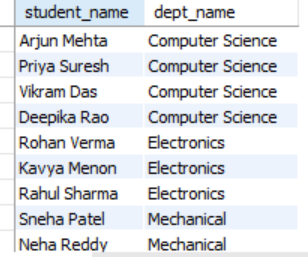 student_name dept_name
Arjun Mehta Computer Science
Priya Suresh Computer Science
Vikram Das Computer Science
Deepika Rao Computer Science
Rohan Verma Electronics
Kavya Menon Electronics
Rahul Sharma Electronics
Sneha Patel Mechanical
Neha Reddy Mechanical